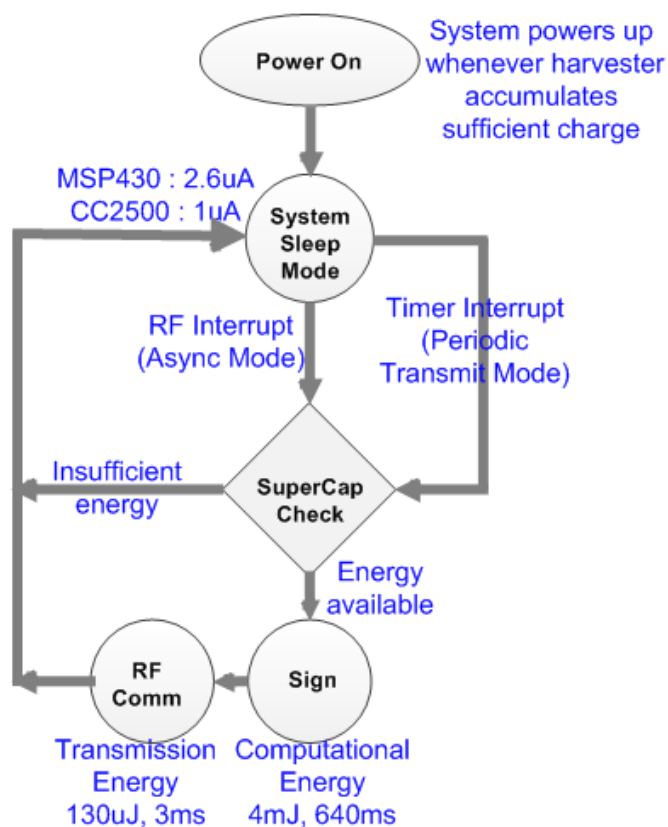 Power On
System powers up
whenever harvester
accumulates
sufficient charge
MSP430 : 2.6uA
CC2500 : 1uA
System
Sleep
Mode
RF Interrupt
(Async Mode)
Timer Interrupt
(Periodic
Transmit Mode)
Insufficient
energy
SuperCap
Check
Energy
available
RF
Comm
Sign
Transmission
Energy
130uJ, 3ms
Computational
Energy
4mJ, 640ms